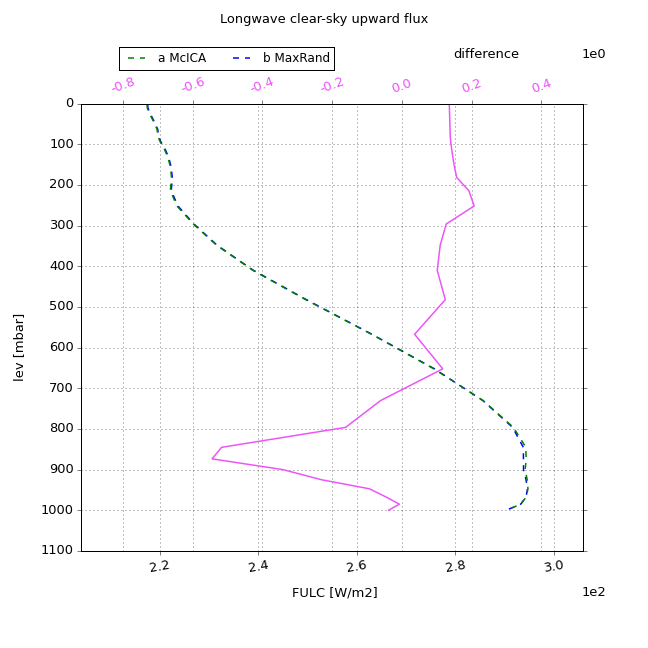 Longwave clear-sky upward flux
a McICA b MaxRand difference 1e0
-0.8 -0.6 -0.4 -0.2 0.0 0.2 0.4
0
100
200
300
400
500
600
700
800
900
1000
1100
lev [mbar]
2.2 2.4 2.6 2.8 3.0
FULC [W/m2] 1e2